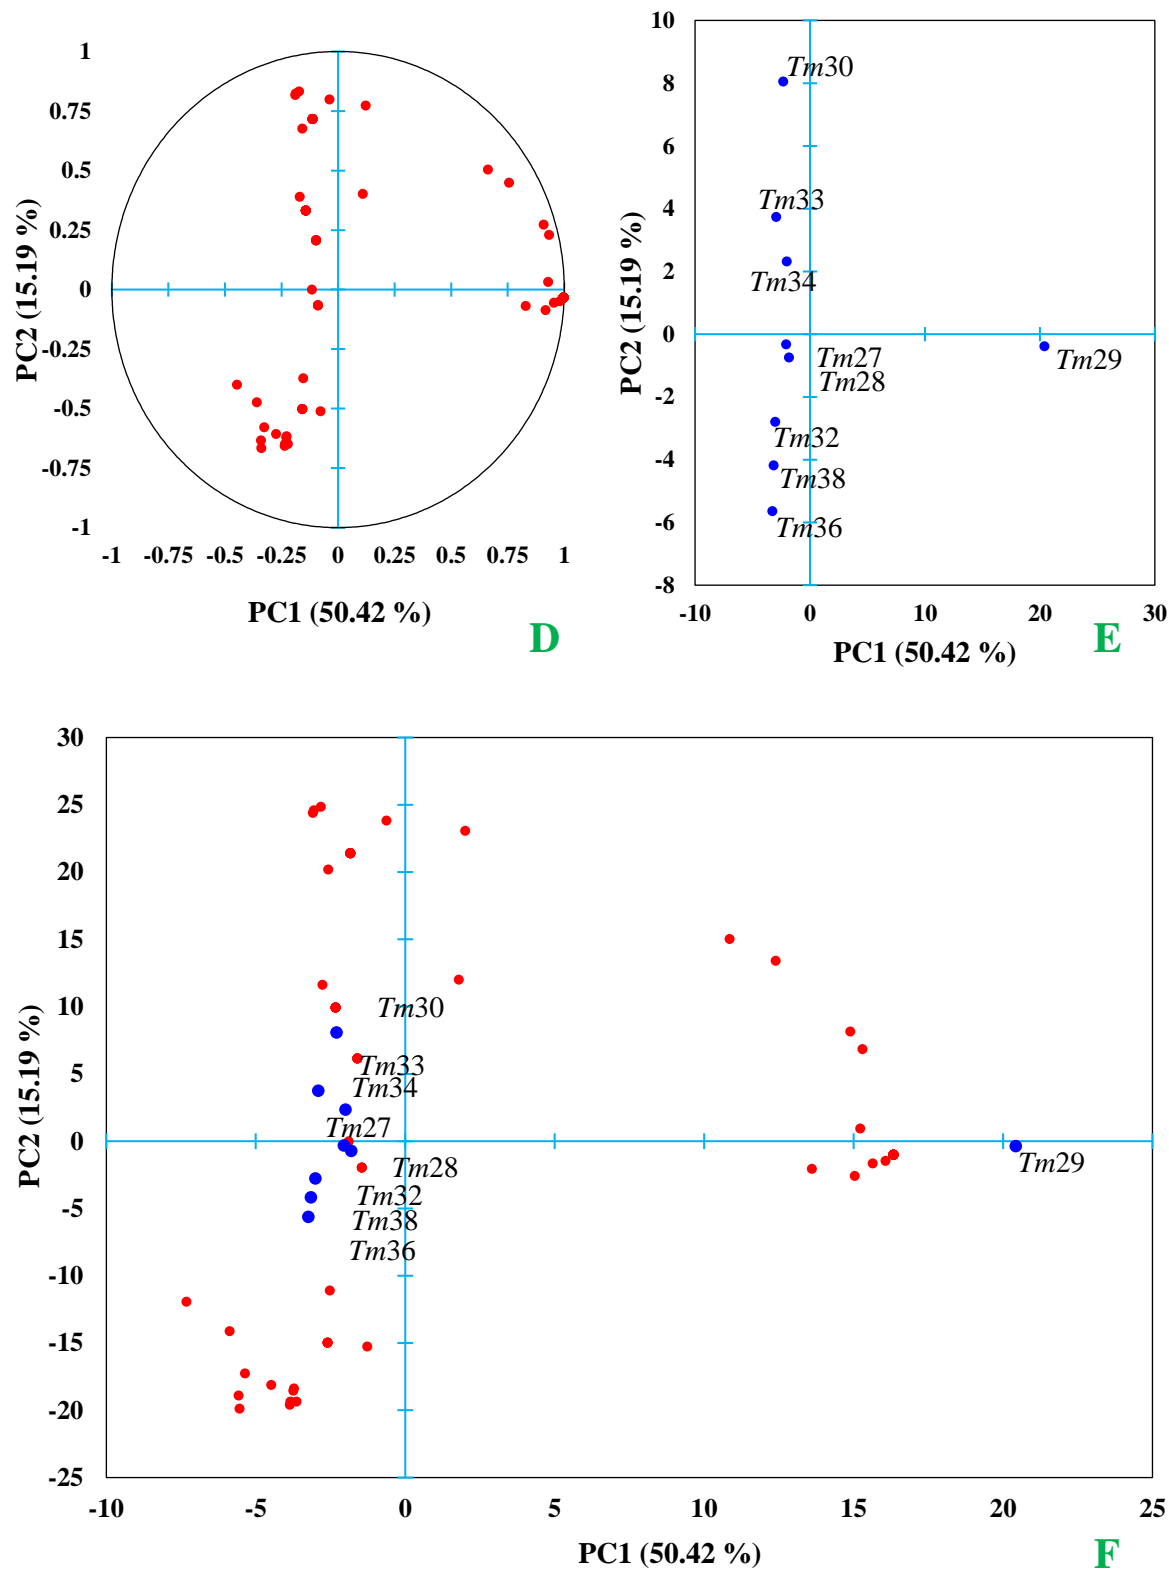 1
0.75
0.5
0.25
0
-0.25
-0.5
-0.75
-1
PC2 (15.19 %)
-1 -0.75 -0.5 -0.25 0 0.25 0.5 0.75 1
PC1 (50.42 %)
D
10
8
6
4
2
0
-2
-4
-6
-8
PC2 (15.19 %)
Tm30
Tm33
Tm34
Tm27
Tm29
Tm28
Tm32
Tm38
Tm36
-10 0 10 20 30
PC1 (50.42 %)
E
30
25
20
15
10
5
0
-5
-10
-15
-20
-25
PC2 (15.19 %)
Tm30
Tm33
Tm34
Tm27
Tm28
Tm29
Tm32
Tm38
Tm36
-10 -5 0 5 10 15 20 25
PC1 (50.42 %)
F